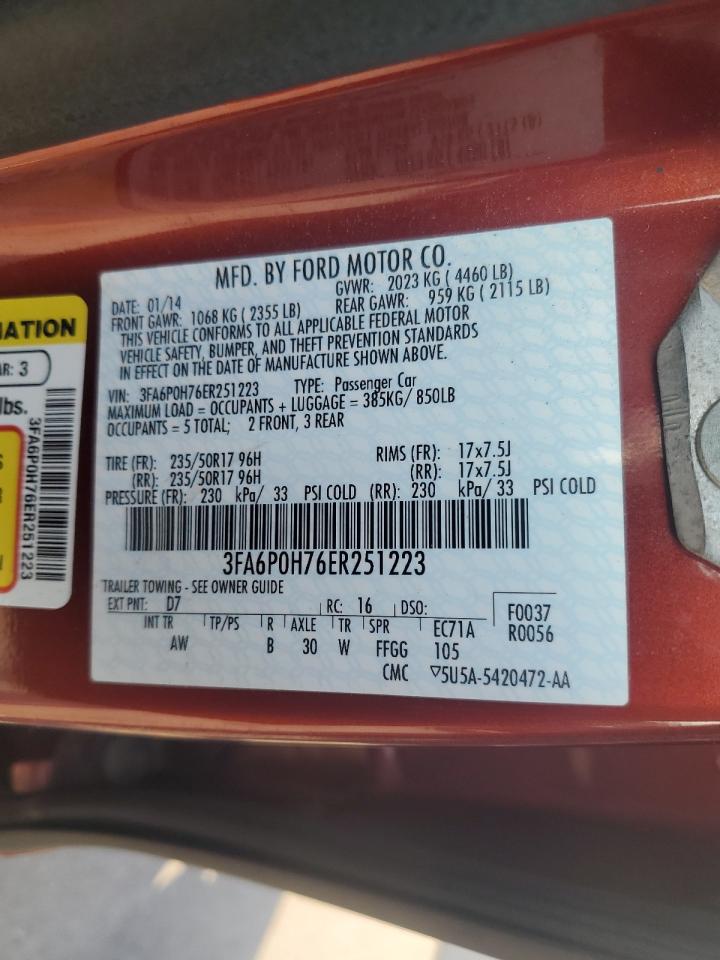 MFD. BY FORD MOTOR CO.
DATE: 01/14 GVWR: 2023 KG ( 4460 LB)
FRONT GAWR: 1068 KG ( 2355 LB) REAR GAWR: 959 KG ( 2115 LB)
THIS VEHICLE CONFORMS TO ALL APPLICABLE FEDERAL MOTOR
VEHICLE SAFETY, BUMPER, AND THEFT PREVENTION STANDARDS
IN EFFECT ON THE DATE OF MANUFACTURE SHOWN ABOVE.
VIN: 3FA6P0H76ER251223 TYPE: Passenger Car
MAXIMUM LOAD = OCCUPANTS + LUGGAGE = 385KG/ 850LB
OCCUPANTS = 5 TOTAL; 2 FRONT, 3 REAR
TIRE (FR): 235/50R17 96H RIMS (FR): 17x7.5J
(RR): 235/50R17 96H (RR): 17x7.5J
PRESSURE (FR): 230 kPa/ 33 PSI COLD (RR): 230 kPa/ 33 PSI COLD
3FA6P0H76ER251223
TRAILER TOWING - SEE OWNER GUIDE
EXT PNT: D7 RC: 16 DSO: F0037
INT TR TP/PS R AXLE TR SPR EC71A R0056
AW B 30 W FFGG 105
CMC ▽5U5A-5420472-AA
MATION
AR: 3
lbs.
3FA6P0H76ER251223